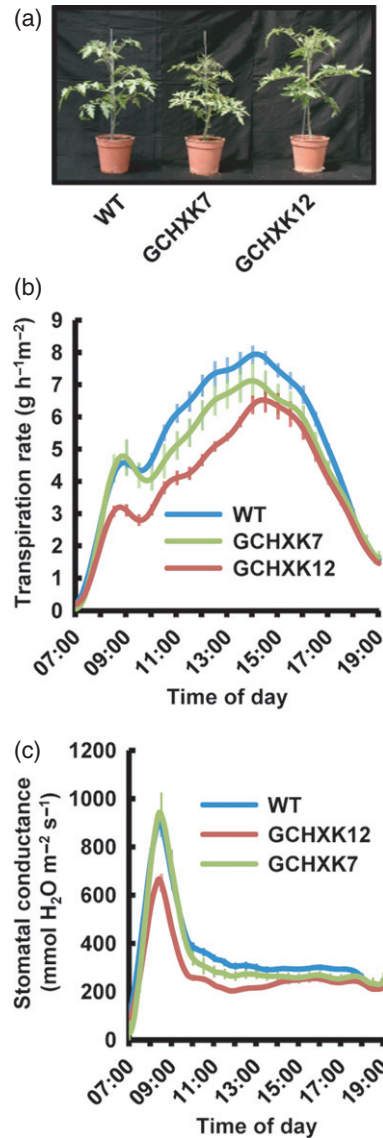 (a)
WT
GCHXK7
GCHXK12
(b)
Transpiration rate (g h⁻¹m⁻²)
9
8
7
6
5
4
3
2
1
0
WT
GCHXK7
GCHXK12
07:00
09:00
11:00
13:00
15:00
17:00
19:00
Time of day
(c)
Stomatal conductance
(mmol H₂O m⁻² s⁻¹)
1200
1000
800
600
400
200
0
WT
GCHXK12
GCHXK7
07:00
09:00
11:00
13:00
15:00
17:00
19:00
Time of day